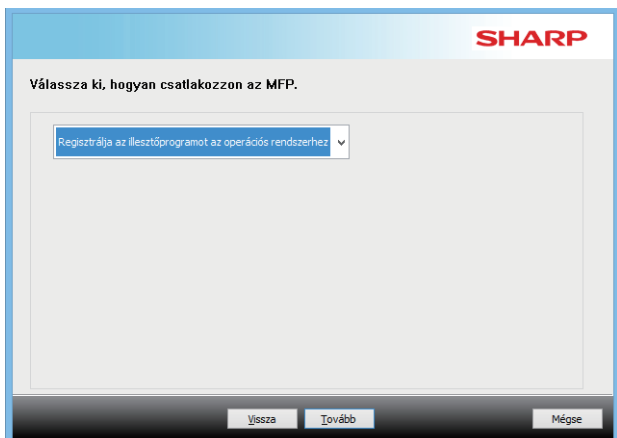 SHARP
Válassza ki, hogyan csatlakozzon az MFP.
Regisztrálja az illesztőprogramot az operációs rendszerhez
Vissza Tovább Mégse